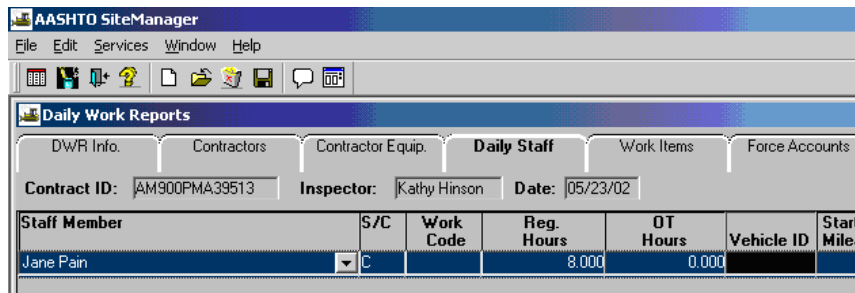 AASHTO SiteManager
File Edit Services Window Help
Daily Work Reports
DWR Info. Contractors Contractor Equip. Daily Staff Work Items Force Accounts
Contract ID: AM900PMA39513 Inspector: Kathy Hinson Date: 05/23/02
Staff Member S/C Work Code Reg. Hours OT Hours Vehicle ID Start Mile
Jane Pain C 8.000 0.000